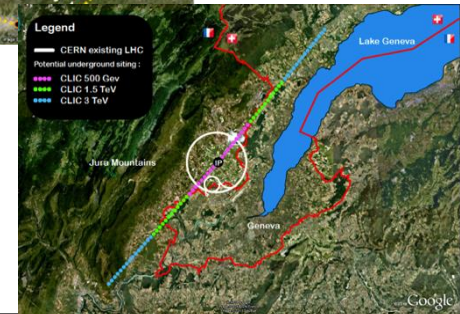 Legend
CERN existing LHC
Potential underground siting :
CLIC 500 Gev
CLIC 1.5 TeV
CLIC 3 TeV
Lake Geneva
Jura Mountains
IP
Geneva
Google